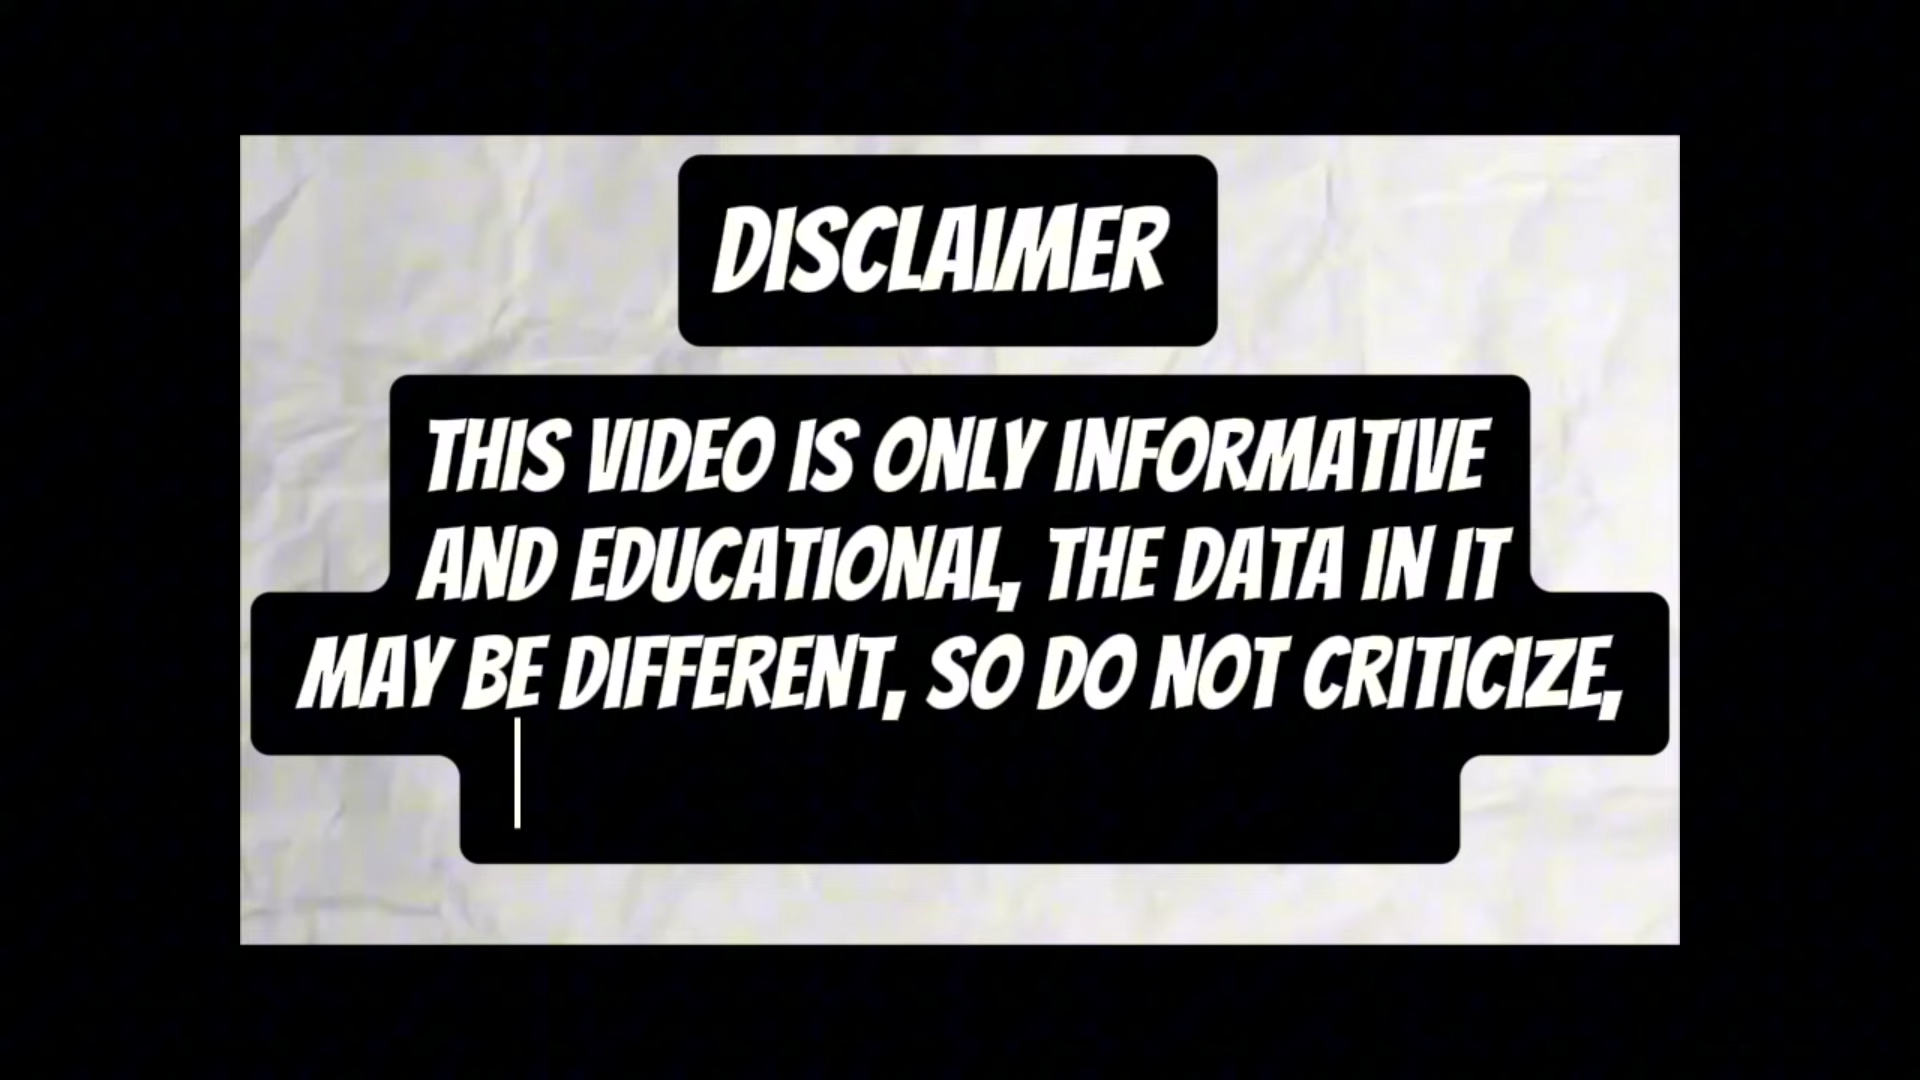 DISCLAIMER
THIS VIDEO IS ONLY INFORMATIVE
AND EDUCATIONAL, THE DATA IN IT
MAY BE DIFFERENT, SO DO NOT CRITICIZE,